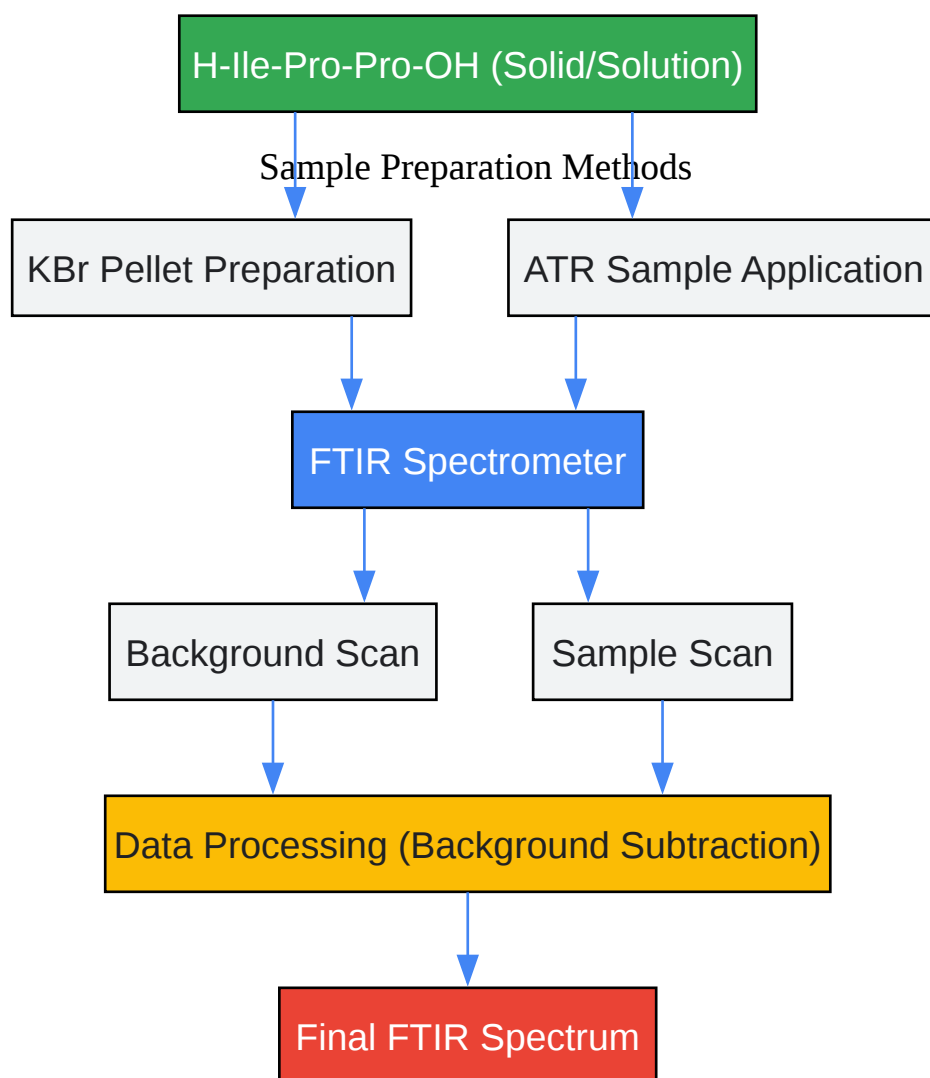 H-Ile-Pro-Pro-OH (Solid/Solution)
Sample Preparation Methods
KBr Pellet Preparation
ATR Sample Application
FTIR Spectrometer
Background Scan
Sample Scan
Data Processing (Background Subtraction)
Final FTIR Spectrum